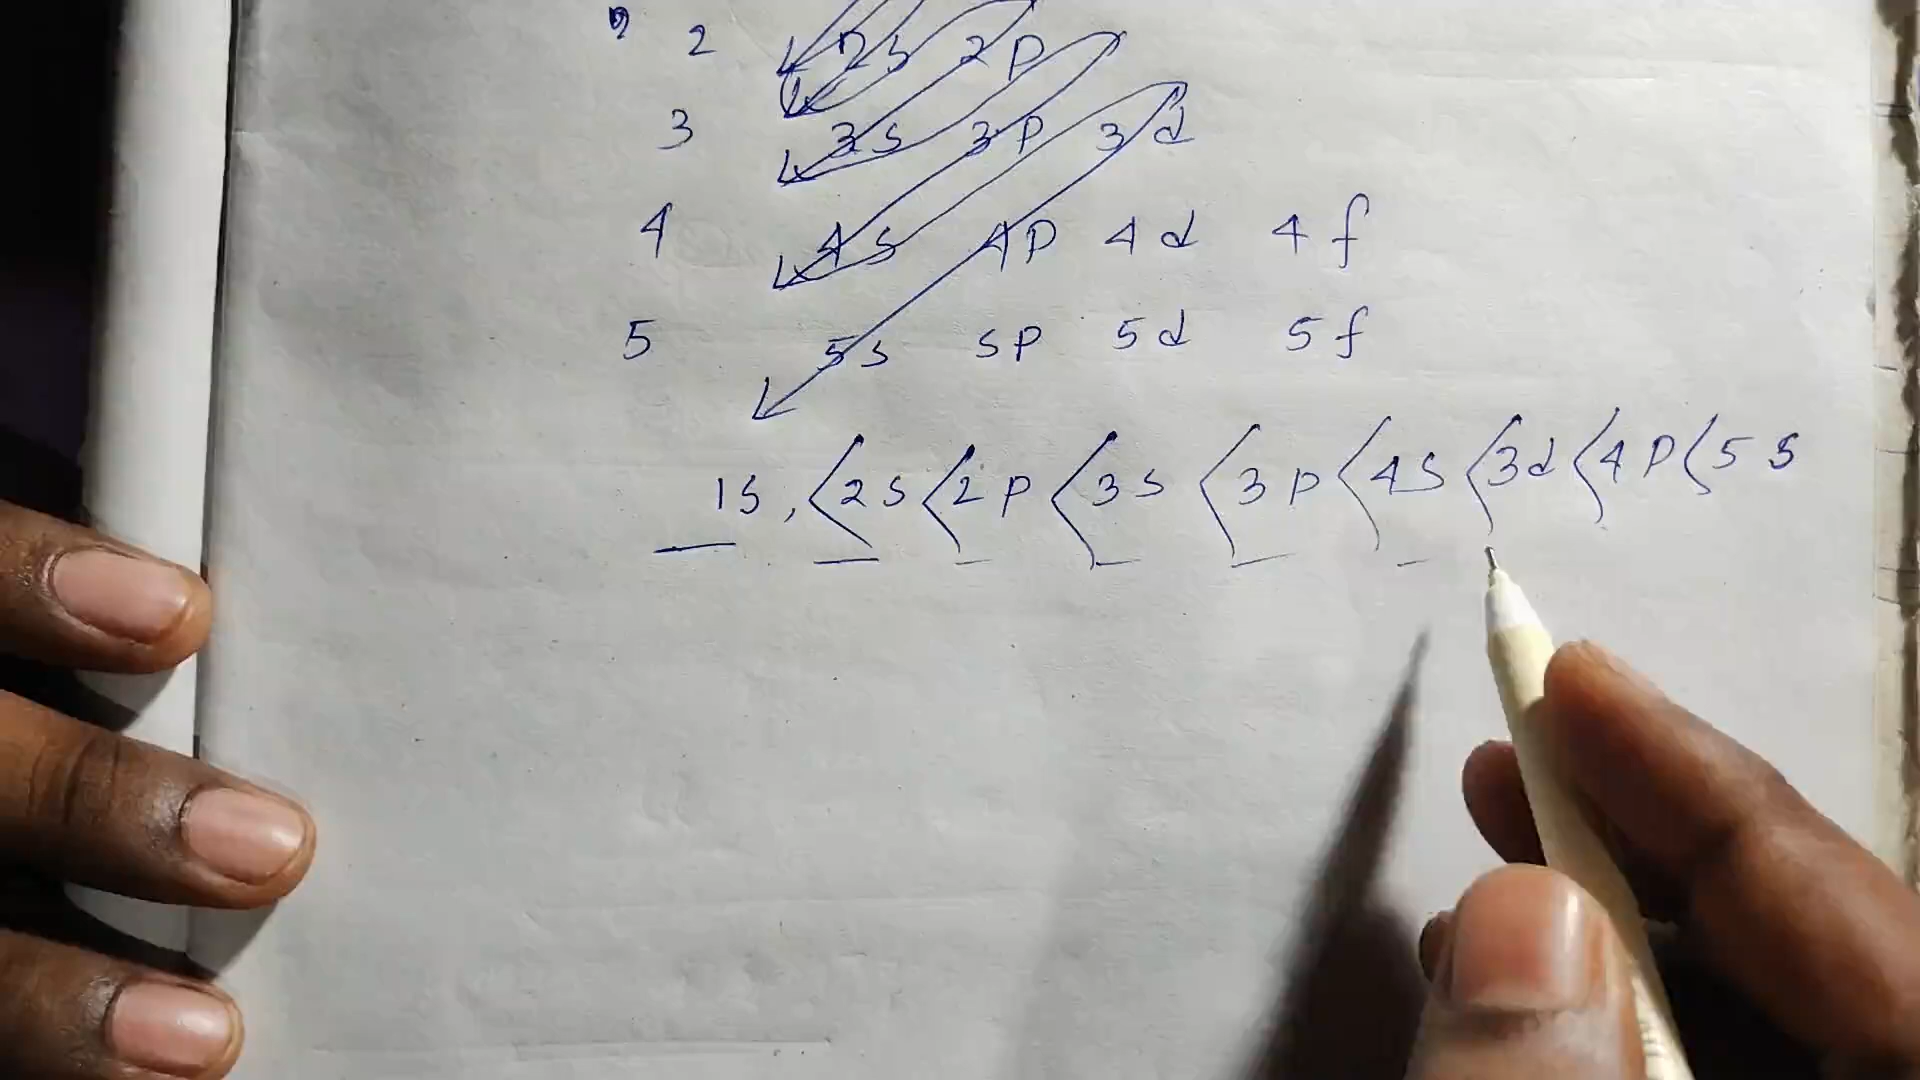 2 2s 2p
3 3s 3p 3d
4 4s 4p 4d 4f
5 5s 5p 5d 5f
1s, <2s<2p<3s<3p<4s<3d<4p<5s